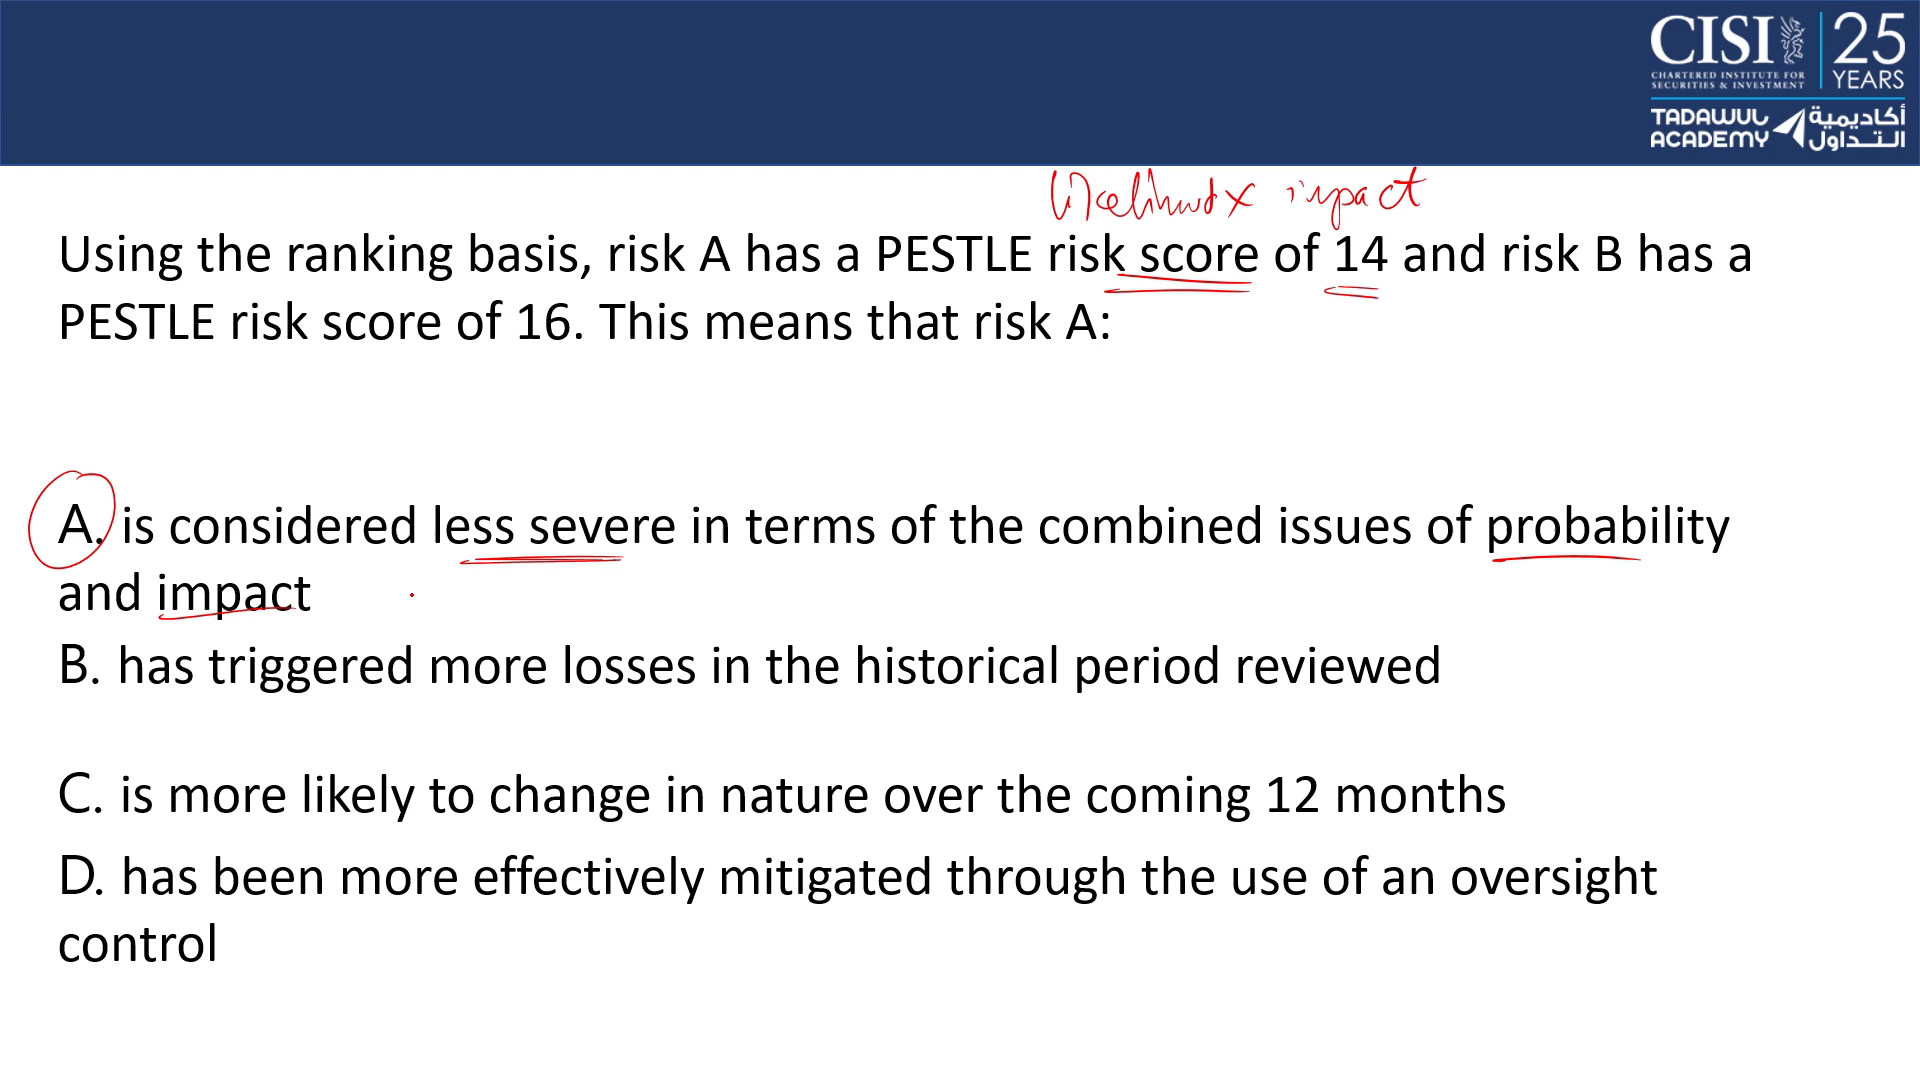 CISI
25
YEARS
CHARTERED INSTITUTE FOR
SECURITIES & INVESTMENT
TADAWUL
ACADEMY
أكاديمية
التداول
likelihood x impact
Using the ranking basis, risk A has a PESTLE risk score of 14 and risk B has a
PESTLE risk score of 16. This means that risk A:
A. is considered less severe in terms of the combined issues of probability
and impact
B. has triggered more losses in the historical period reviewed
C. is more likely to change in nature over the coming 12 months
D. has been more effectively mitigated through the use of an oversight
control